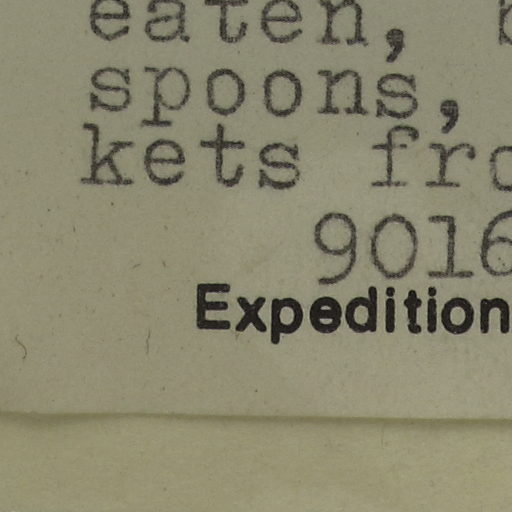 eaten,
spoons,
kets
9016
Expedition